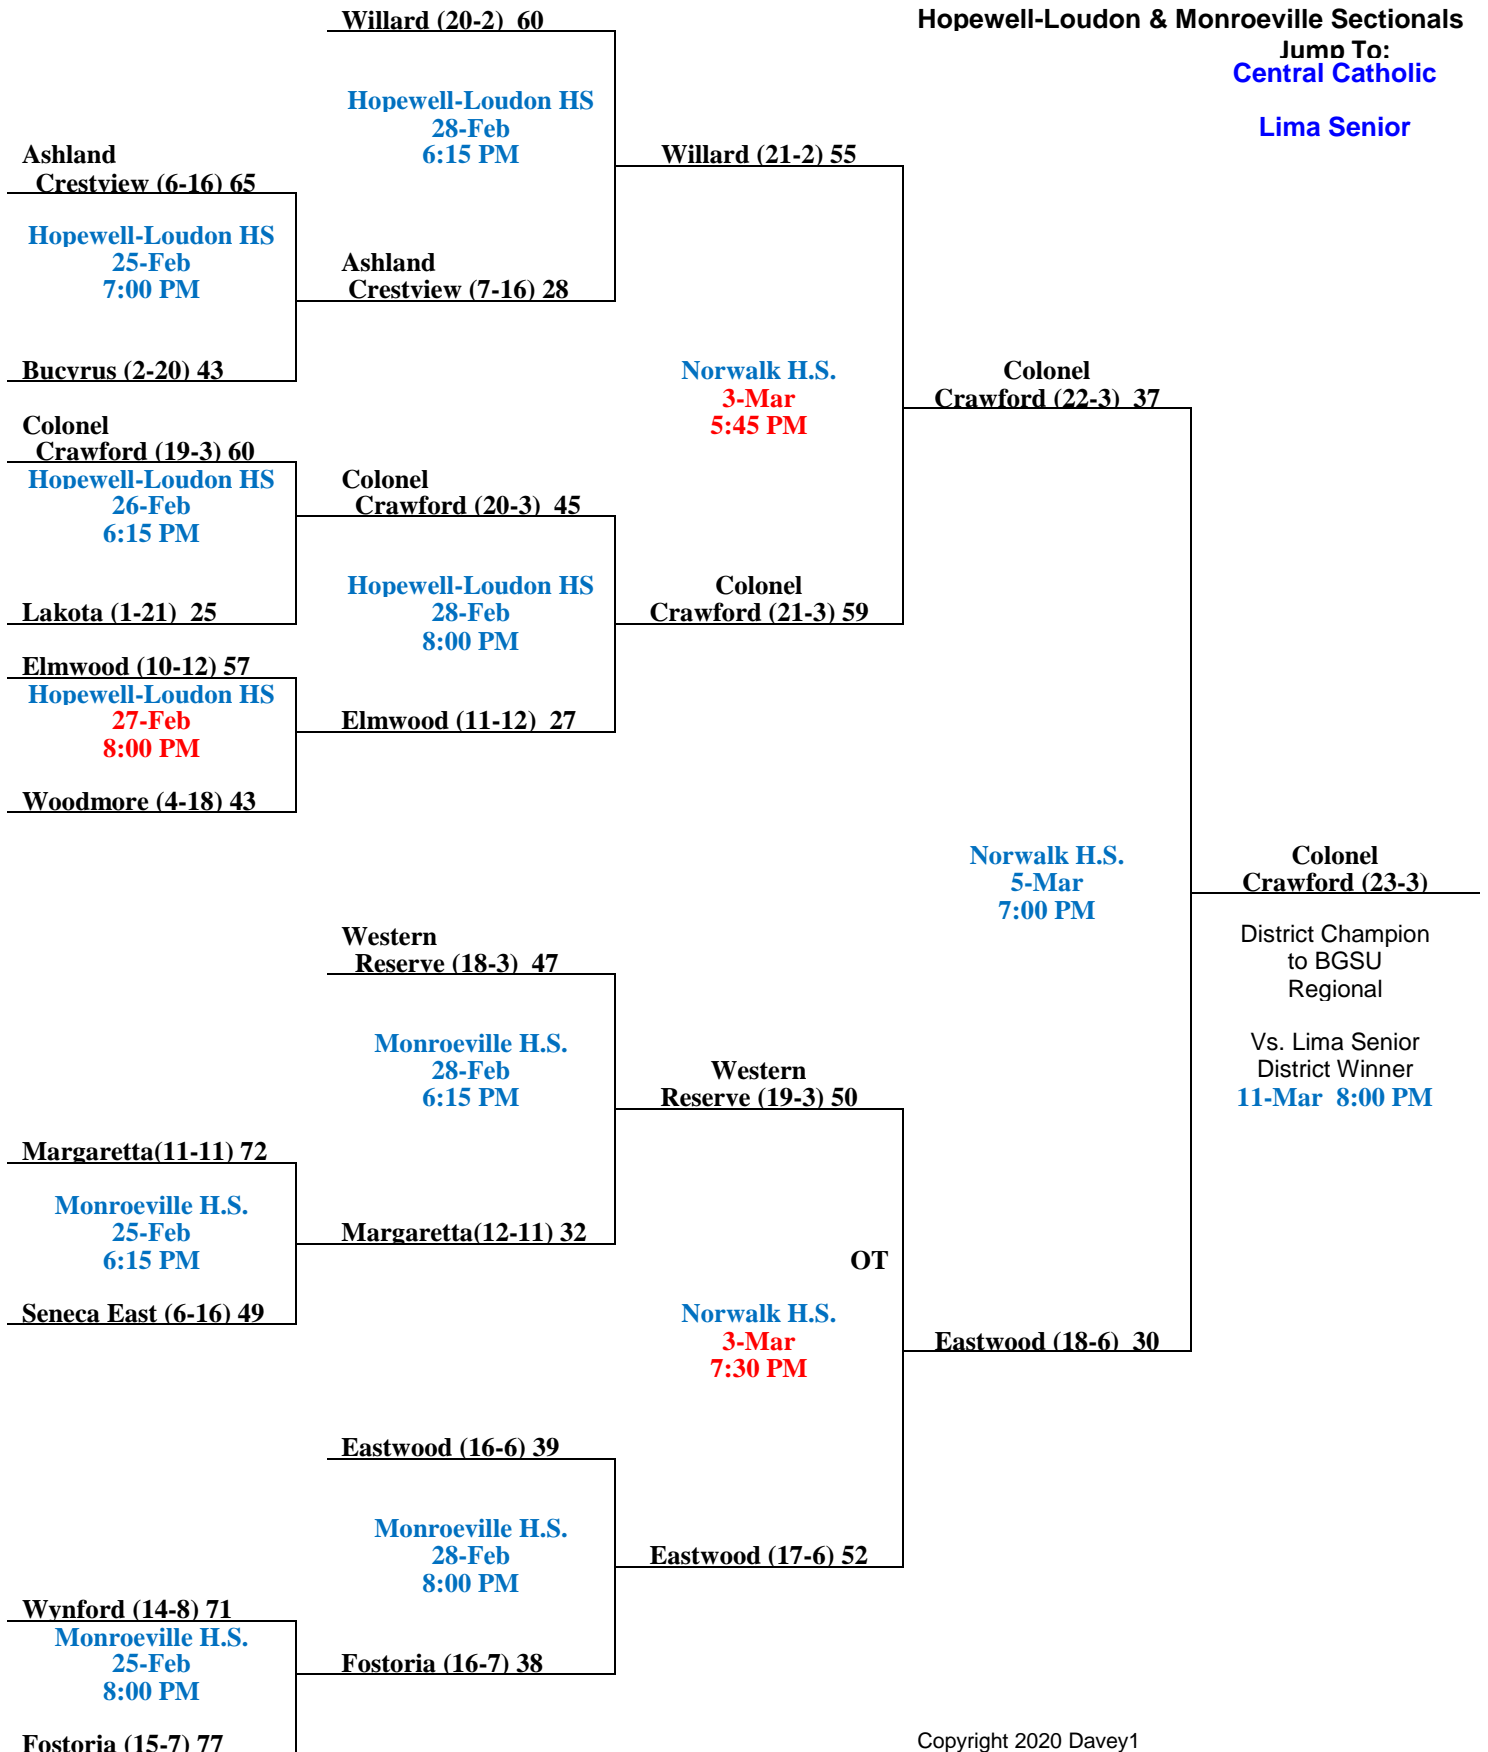 Willard (20-2)  60
Hopewell-Loudon & Monroeville Sectionals
Jump To:
Central Catholic
Lima Senior
Hopewell-Loudon HS
28-Feb
6:15 PM
Ashland
Crestview (6-16) 65
Willard (21-2) 55
Hopewell-Loudon HS
25-Feb
7:00 PM
Ashland
Crestview (7-16) 28
Bucyrus (2-20) 43
Norwalk H.S.
3-Mar
5:45 PM
Colonel
Crawford (22-3)  37
Colonel
Crawford (19-3) 60
Hopewell-Loudon HS
26-Feb
6:15 PM
Colonel
Crawford (20-3)  45
Lakota (1-21)  25
Hopewell-Loudon HS
28-Feb
8:00 PM
Colonel
Crawford (21-3) 59
Elmwood (10-12) 57
Hopewell-Loudon HS
27-Feb
8:00 PM
Elmwood (11-12)  27
Woodmore (4-18) 43
Norwalk H.S.
5-Mar
7:00 PM
Colonel
Crawford (23-3)
District Champion
to BGSU
Regional
Vs. Lima Senior
District Winner
11-Mar  8:00 PM
Western
Reserve (18-3)  47
Monroeville H.S.
28-Feb
6:15 PM
Western
Reserve (19-3) 50
Margaretta(11-11) 72
Monroeville H.S.
25-Feb
6:15 PM
Margaretta(12-11) 32
OT
Seneca East (6-16) 49
Norwalk H.S.
3-Mar
7:30 PM
Eastwood (18-6)  30
Eastwood (16-6) 39
Monroeville H.S.
28-Feb
8:00 PM
Eastwood (17-6) 52
Wynford (14-8) 71
Monroeville H.S.
25-Feb
8:00 PM
Fostoria (16-7) 38
Fostoria (15-7) 77
Copyright 2020 Davey1